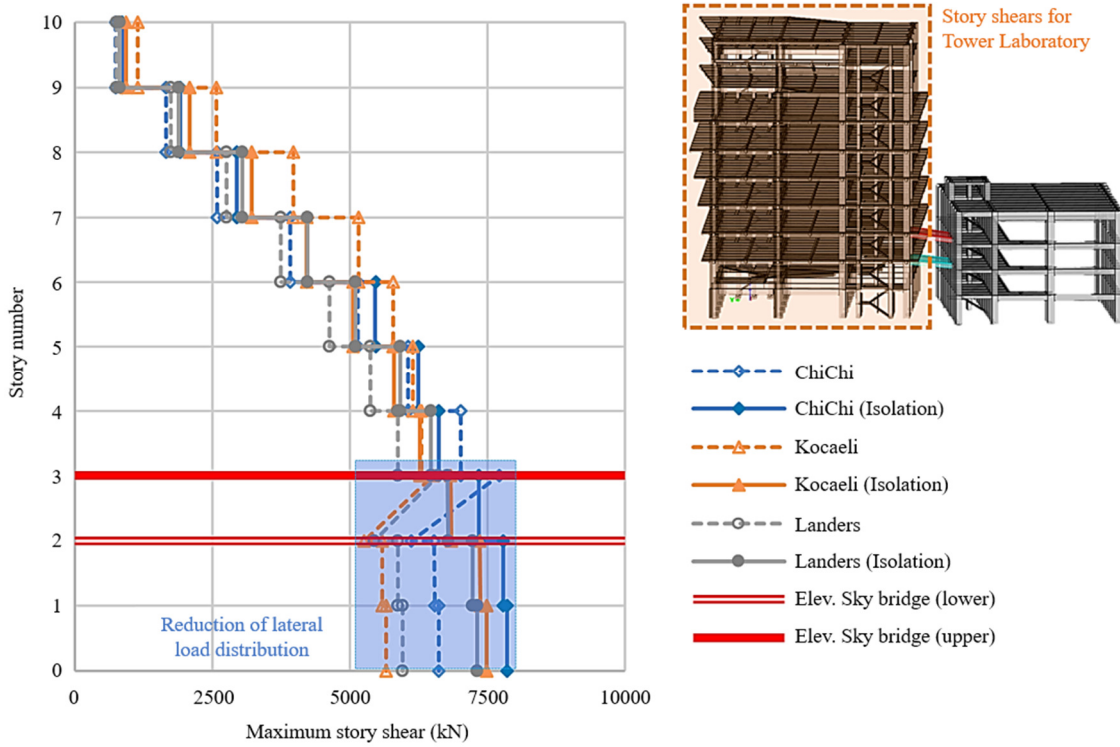 10
9
8
7
6
5
4
3
2
1
0
Story number
0
2500
5000
7500
10000
Maximum story shear (kN)
Reduction of lateral
load distribution
Story shears for
Tower Laboratory
ChiChi
ChiChi (Isolation)
Kocaeli
Kocaeli (Isolation)
Landers
Landers (Isolation)
Elev. Sky bridge (lower)
Elev. Sky bridge (upper)